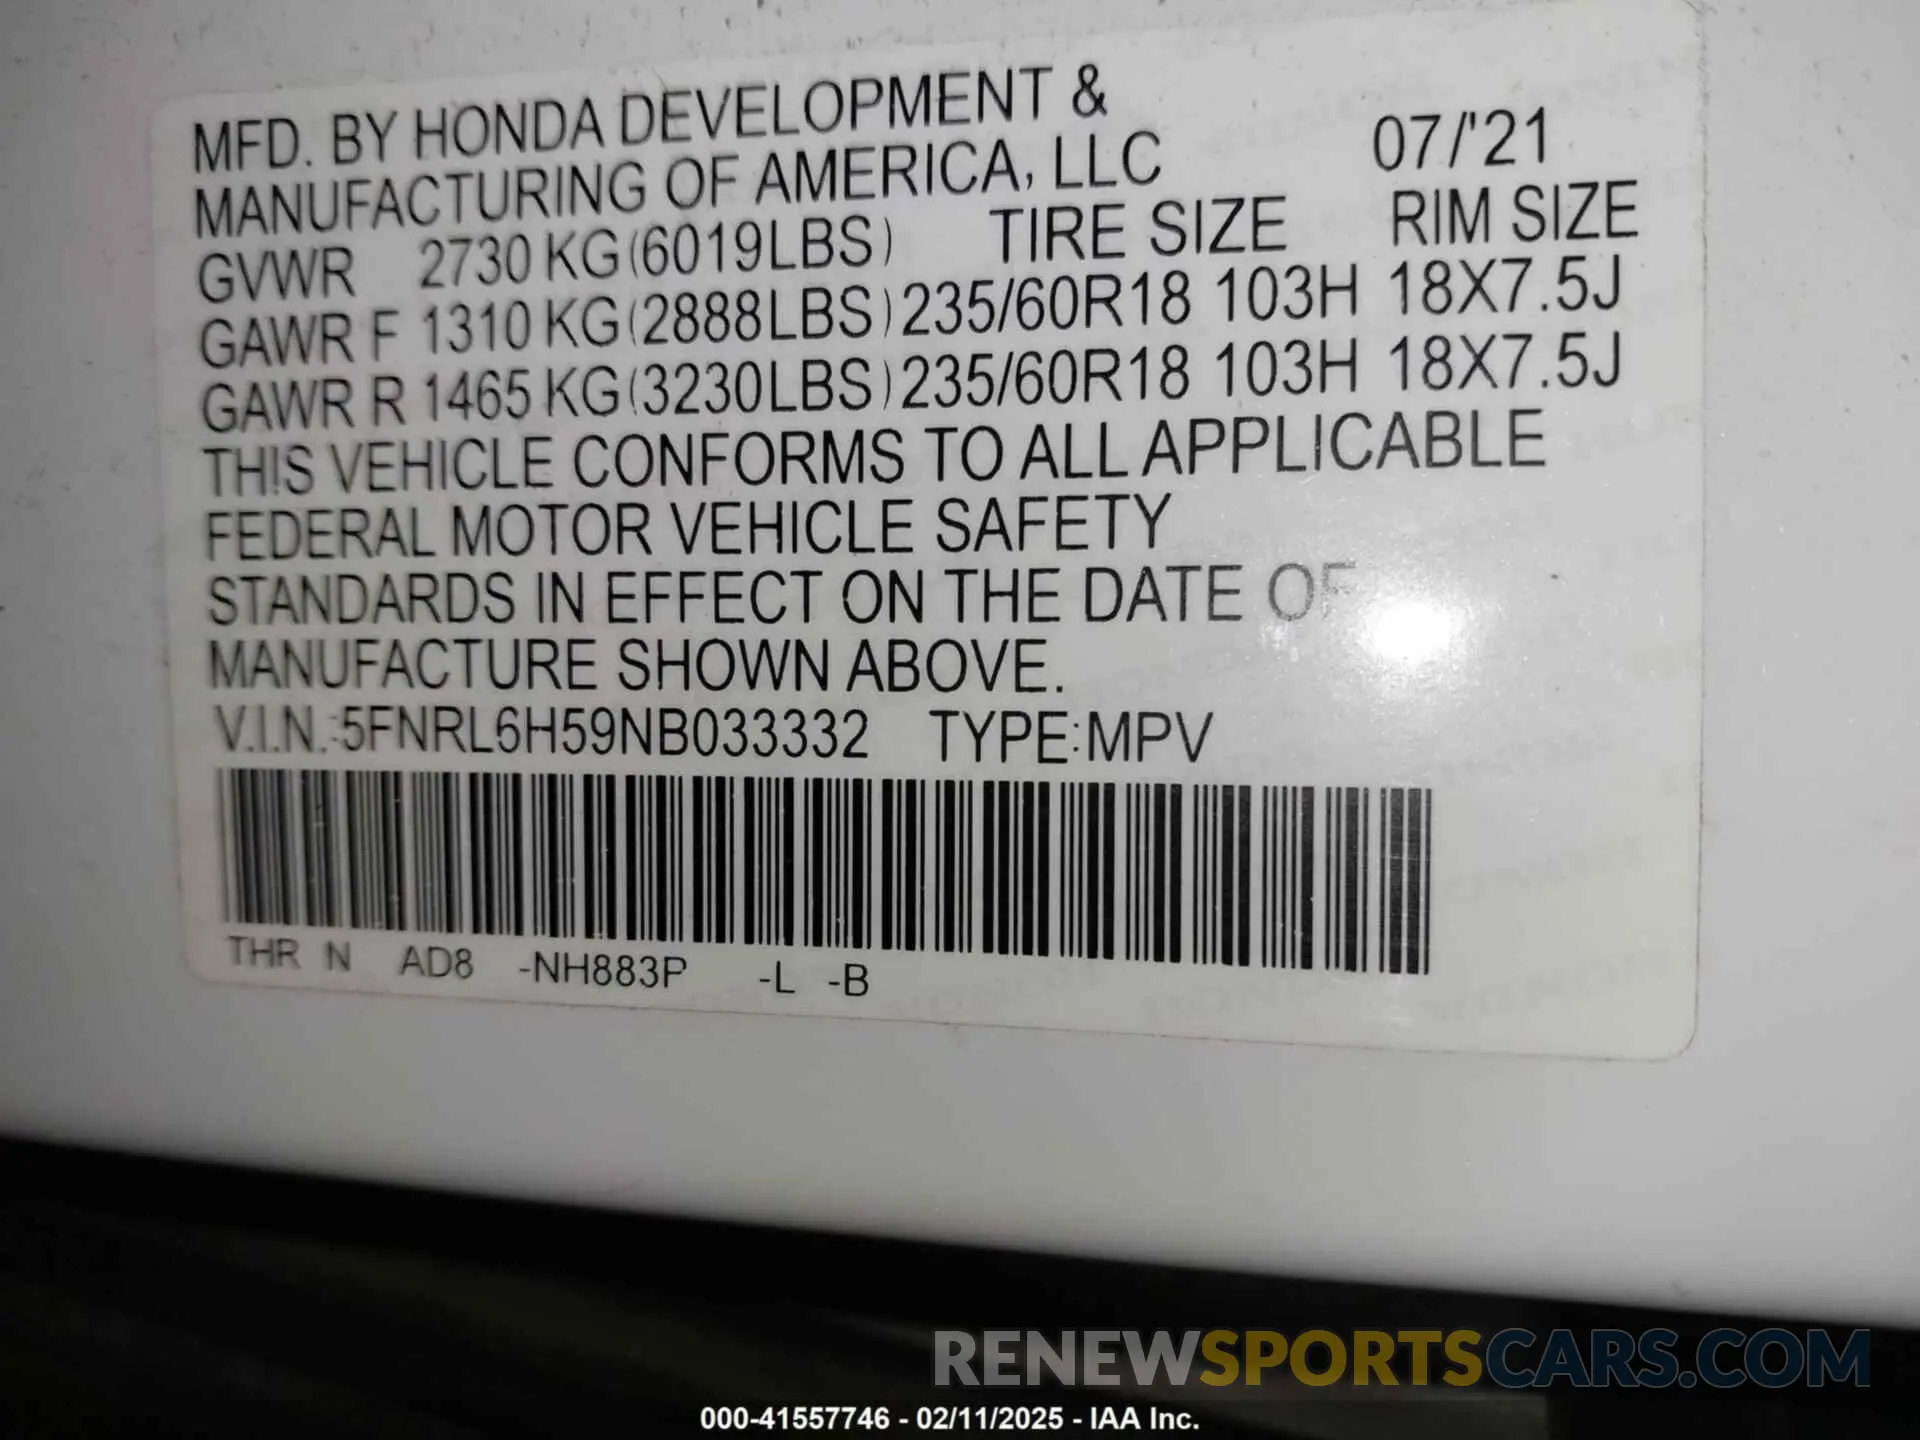 MFD. BY HONDA DEVELOPMENT &
MANUFACTURING OF AMERICA, LLC 07/'21
GVWR 2730 KG(6019LBS) TIRE SIZE RIM SIZE
GAWR F 1310 KG(2888LBS) 235/60R18 103H 18X7.5J
GAWR R 1465 KG(3230LBS) 235/60R18 103H 18X7.5J
THIS VEHICLE CONFORMS TO ALL APPLICABLE
FEDERAL MOTOR VEHICLE SAFETY
STANDARDS IN EFFECT ON THE DATE OF
MANUFACTURE SHOWN ABOVE.
V.I.N.:5FNRL6H59NB033332 TYPE:MPV
THR N AD8 -NH883P -L -B
RENEWSPORTSCARS.COM
000-41557746 - 02/11/2025 - IAA Inc.